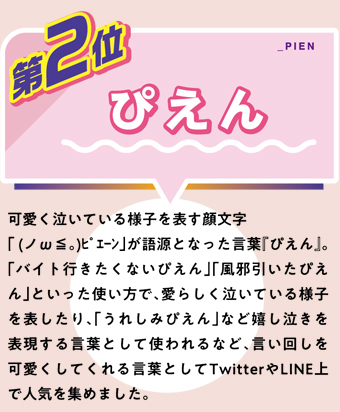 第2位
_PIEN
ぴえん
可愛く泣いている様子を表す顔文字
「(ノω≦。)ﾋﾟｴｰﾝ」が語源となった言葉『ぴえん』。
「バイト行きたくないぴえん」「風邪引いたぴえ
ん」といった使い方で、愛らしく泣いている様子
を表したり、「うれしみぴえん」など嬉し泣きを
表現する言葉として使われるなど、言い回しを
可愛くしてくれる言葉としてTwitterやLINE上
で人気を集めました。